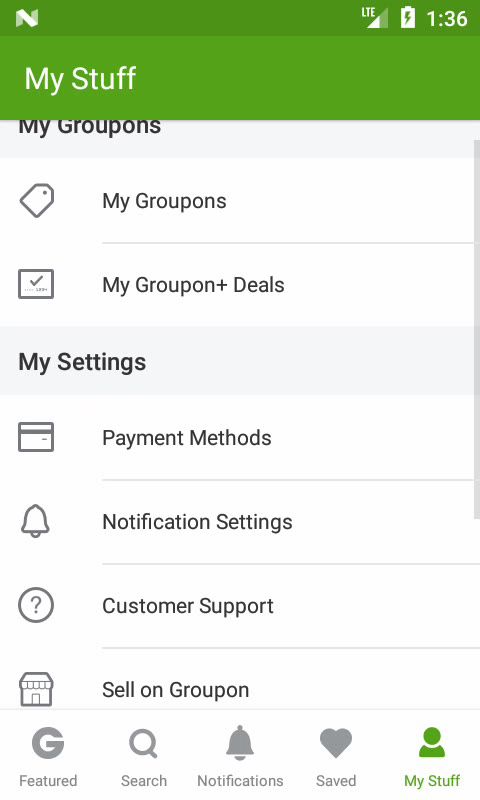 LTE
1:36
My Stuff
My Groupons
My Groupons
My Groupon+ Deals
My Settings
Payment Methods
Notification Settings
Customer Support
Sell on Groupon
Featured
Search
Notifications
Saved
My Stuff